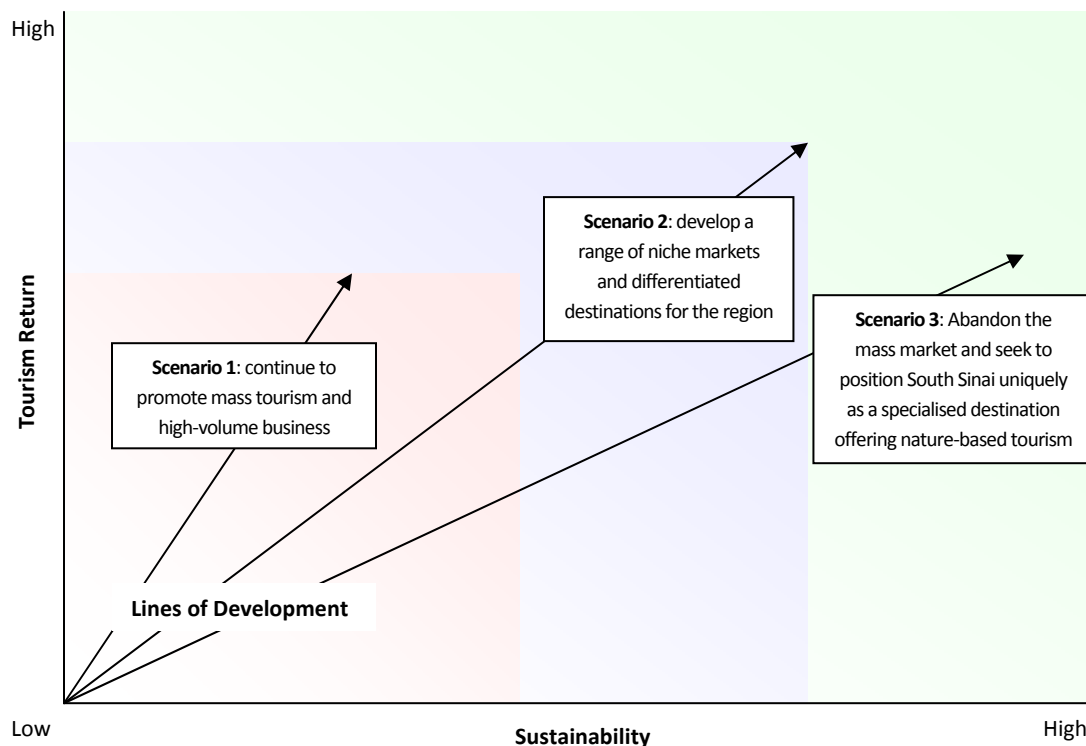 High
Scenario 2: develop a
range of niche markets
and differentiated
destinations for the region
Tourism Return
Scenario 1: continue to
promote mass tourism and
high-volume business
Scenario 3: Abandon the
mass market and seek to
position South Sinai uniquely
as a specialised destination
offering nature-based tourism
Lines of Development
Low
Sustainability
High